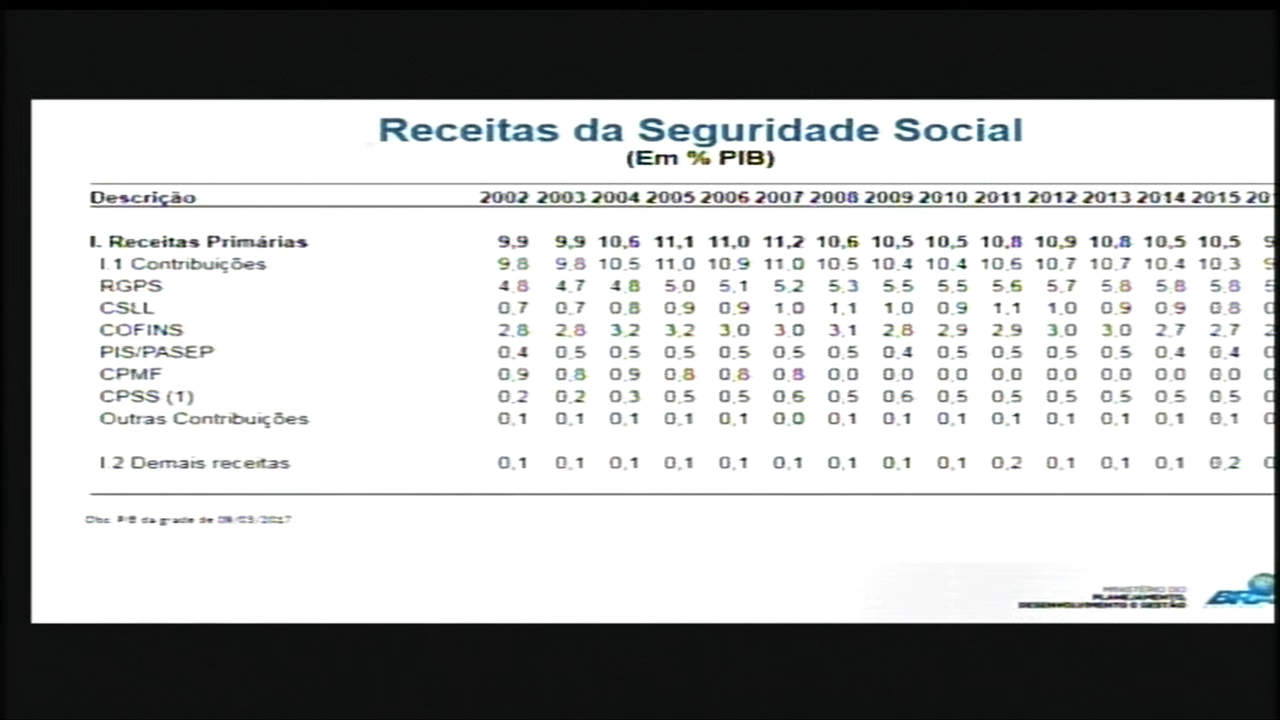 Receitas da Seguridade Social
(Em % PIB)
Descrição 2002 2003 2004 2005 2006 2007 2008 2009 2010 2011 2012 2013 2014 2015 20
I. Receitas Primárias 9,9 9,9 10,6 11,1 11,0 11,2 10,6 10,5 10,5 10,8 10,9 10,8 10,5 10,5
I.1 Contribuições 9,8 9,8 10,5 11,0 10,9 11,0 10,5 10,4 10,4 10,6 10,7 10,7 10,4 10,3
RGPS 4,8 4,7 4,8 5,0 5,1 5,2 5,3 5,5 5,5 5,6 5,7 5,8 5,8 5,8
CSLL 0,7 0,7 0,8 0,9 0,9 1,0 1,1 1,0 0,9 1,1 1,0 0,9 0,9 0,8
COFINS 2,8 2,8 3,2 3,2 3,0 3,0 3,1 2,8 2,9 2,9 3,0 3,0 2,7 2,7
PIS/PASEP 0,4 0,5 0,5 0,5 0,5 0,5 0,5 0,4 0,5 0,5 0,5 0,5 0,4 0,4
CPMF 0,9 0,8 0,9 0,8 0,8 0,8 0,0 0,0 0,0 0,0 0,0 0,0 0,0 0,0
CPSS (1) 0,2 0,2 0,3 0,5 0,5 0,6 0,5 0,6 0,5 0,5 0,5 0,5 0,5 0,5
Outras Contribuições 0,1 0,1 0,1 0,1 0,1 0,0 0,1 0,1 0,1 0,1 0,1 0,1 0,1 0,1
I.2 Demais receitas 0,1 0,1 0,1 0,1 0,1 0,1 0,1 0,1 0,1 0,2 0,1 0,1 0,1 0,2
Obs: PIB da grade de
MINISTÉRIO DO
PLANEJAMENTO,
DESENVOLVIMENTO E GESTÃO